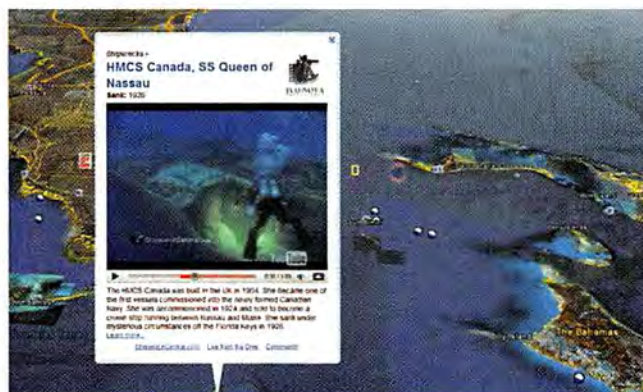 Shipwrecks »
HMCS Canada, SS Queen of
Nassau
Sank: 1926
Tube
The HMCS Canada was built in the UK in 1904. She became one of
the first vessels commissioned into the newly formed Canadian
Navy. She was decommissioned in 1924 and sold to become a
cruise ship running between Nassau and Miami. She sank under
mysterious circumstances off the Florida Keys in 1926.
Learn more...
The Bahamas